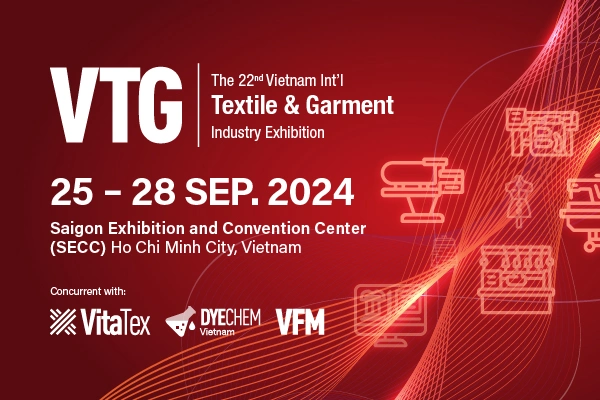 VTG
The 22nd Vietnam Int'l
Textile & Garment
Industry Exhibition
25 – 28 SEP. 2024
Saigon Exhibition and Convention Center
(SECC) Ho Chi Minh City, Vietnam
Concurrent with:
VitaTex
DYECHEM
Vietnam
VFM